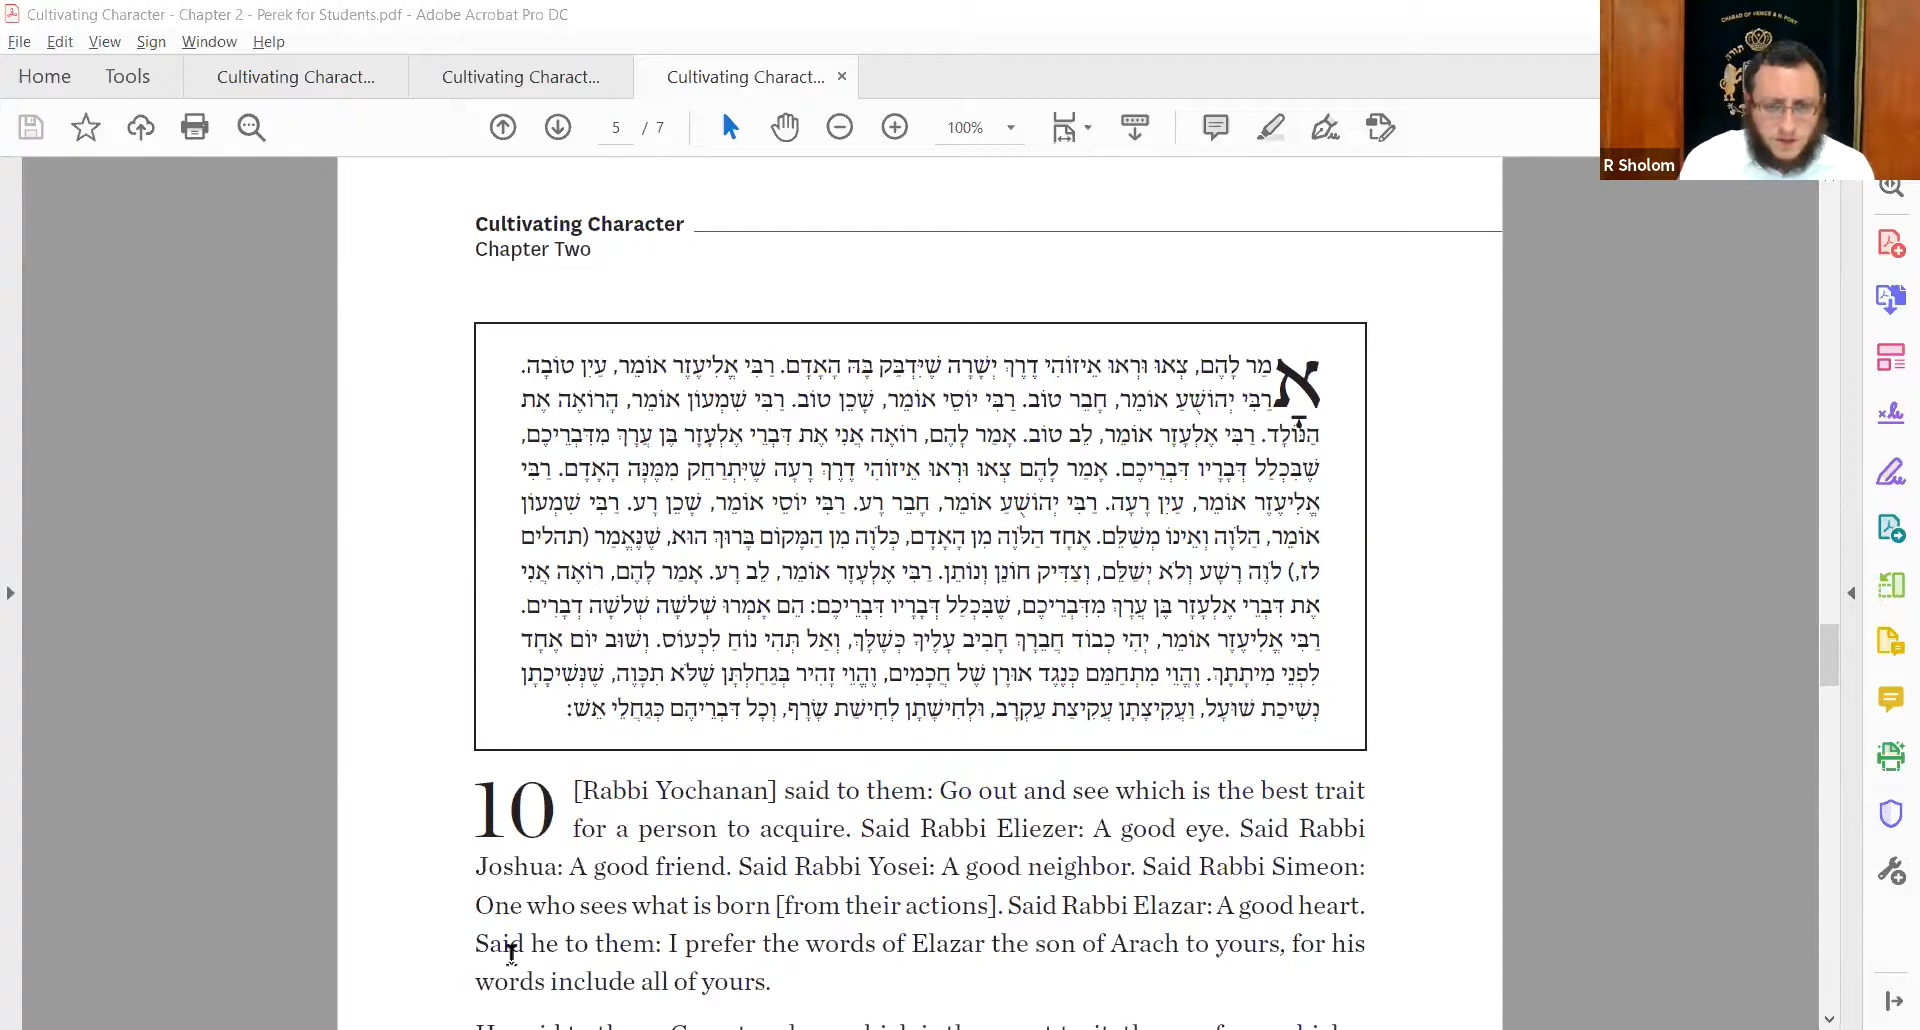 Cultivating Character - Chapter 2 - Perek for Students.pdf - Adobe Acrobat Pro DC
File Edit View Sign Window Help
Home Tools Cultivating Charact... Cultivating Charact... Cultivating Charact... ×
5 / 7 100%
CHABAD OF VENICE & N. PORT
R Sholom
Cultivating Character
Chapter Two
אָמַר לָהֶם, צְאוּ וּרְאוּ אֵיזוֹהִי דֶרֶךְ יְשָׁרָה שֶׁיִּדְבַּק בָּהּ הָאָדָם. רַבִּי אֱלִיעֶזֶר אוֹמֵר, עַיִן טוֹבָה.
רַבִּי יְהוֹשֻׁעַ אוֹמֵר, חָבֵר טוֹב. רַבִּי יוֹסֵי אוֹמֵר, שָׁכֵן טוֹב. רַבִּי שִׁמְעוֹן אוֹמֵר, הָרוֹאֶה אֶת
הַנּוֹלָד. רַבִּי אֶלְעָזָר אוֹמֵר, לֵב טוֹב. אָמַר לָהֶם, רוֹאֶה אֲנִי אֶת דִּבְרֵי אֶלְעָזָר בֶּן עֲרָךְ מִדִּבְרֵיכֶם,
שֶׁבִּכְלַל דְּבָרָיו דִּבְרֵיכֶם. אָמַר לָהֶם צְאוּ וּרְאוּ אֵיזוֹהִי דֶרֶךְ רָעָה שֶׁיִּתְרַחֵק מִמֶּנָּה הָאָדָם. רַבִּי
אֱלִיעֶזֶר אוֹמֵר, עַיִן רָעָה. רַבִּי יְהוֹשֻׁעַ אוֹמֵר, חָבֵר רָע. רַבִּי יוֹסֵי אוֹמֵר, שָׁכֵן רָע. רַבִּי שִׁמְעוֹן
אוֹמֵר, הַלֹּוֶה וְאֵינוֹ מְשַׁלֵּם. אֶחָד הַלֹּוֶה מִן הָאָדָם, כְּלֹוֶה מִן הַמָּקוֹם בָּרוּךְ הוּא, שֶׁנֶּאֱמַר (תהלים
לז,) לֹוֶה רָשָׁע וְלֹא יְשַׁלֵּם, וְצַדִּיק חוֹנֵן וְנוֹתֵן. רַבִּי אֶלְעָזָר אוֹמֵר, לֵב רָע. אָמַר לָהֶם, רוֹאֶה אֲנִי
אֶת דִּבְרֵי אֶלְעָזָר בֶּן עֲרָךְ מִדִּבְרֵיכֶם, שֶׁבִּכְלַל דְּבָרָיו דִּבְרֵיכֶם: הֵם אָמְרוּ שְׁלֹשָׁה שְׁלֹשָׁה דְבָרִים.
רַבִּי אֱלִיעֶזֶר אוֹמֵר, יְהִי כְבוֹד חֲבֵרָךְ חָבִיב עָלֶיךָ כְּשֶׁלָּךְ, וְאַל תְּהִי נוֹחַ לִכְעוֹס. וְשׁוּב יוֹם אֶחָד
לִפְנֵי מִיתָתָךְ. וֶהֱוֵי מִתְחַמֵּם כְּנֶגֶד אוּרָן שֶׁל חֲכָמִים, וֶהֱוֵי זָהִיר בְּגַחַלְתָּן שֶׁלֹּא תִכָּוֶה, שֶׁנְּשִׁיכָתָן
נְשִׁיכַת שׁוּעָל, וַעֲקִיצָתָן עֲקִיצַת עַקְרָב, וּלְחִישָׁתָן לְחִישַׁת שָׂרָף, וְכָל דִּבְרֵיהֶם כְּגַחֲלֵי אֵשׁ:
10 [Rabbi Yochanan] said to them: Go out and see which is the best trait
for a person to acquire. Said Rabbi Eliezer: A good eye. Said Rabbi
Joshua: A good friend. Said Rabbi Yosei: A good neighbor. Said Rabbi Simeon:
One who sees what is born [from their actions]. Said Rabbi Elazar: A good heart.
Said he to them: I prefer the words of Elazar the son of Arach to yours, for his
words include all of yours.